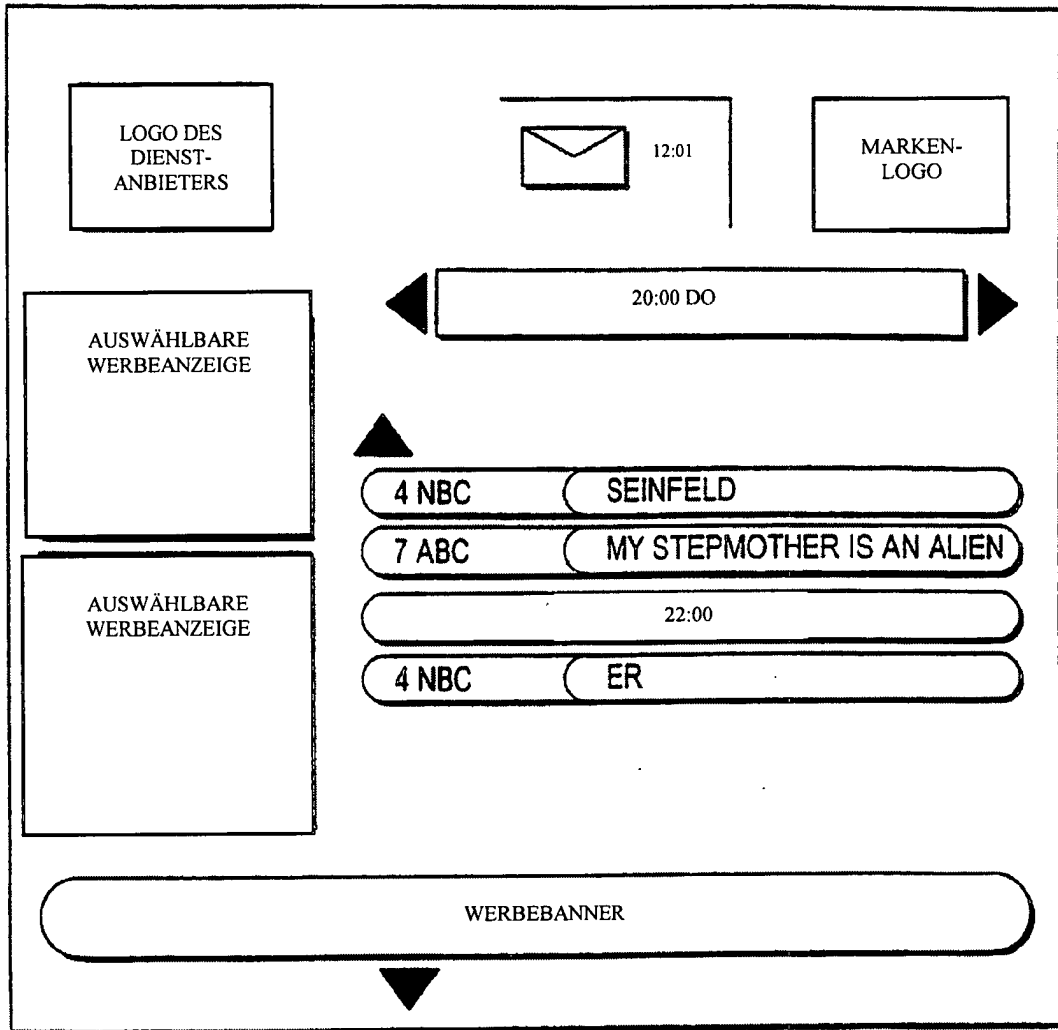 LOGO DES
DIENST-
ANBIETERS
12:01
MARKEN-
LOGO
20:00 DO
AUSWÄHLBARE
WERBEANZEIGE
4 NBC SEINFELD
7 ABC MY STEPMOTHER IS AN ALIEN
22:00
4 NBC ER
AUSWÄHLBARE
WERBEANZEIGE
WERBEBANNER